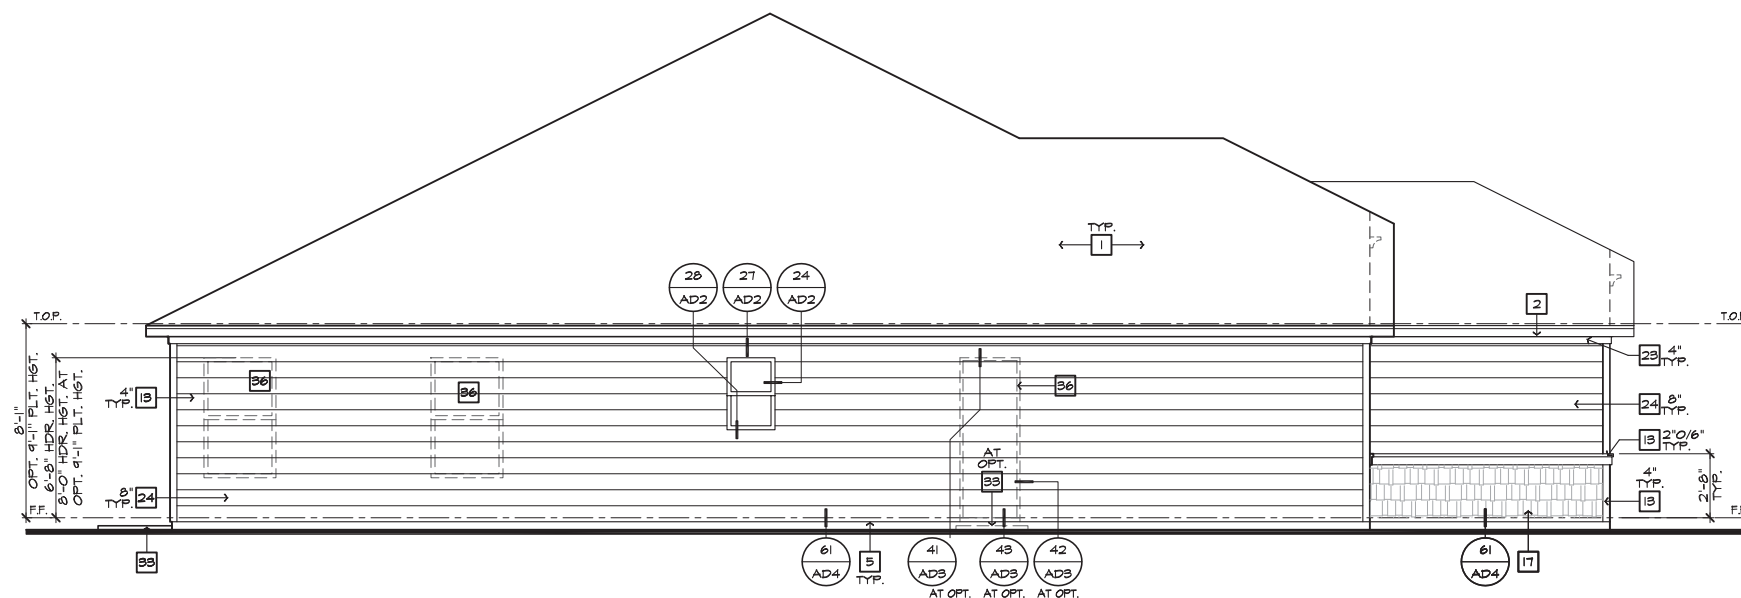 TYP.
1
28
AD2
27
AD2
24
AD2
2
T.O.P.
23
4"
TYP.
36
36
36
4"
TYP.
13
24
8"
TYP.
8'-1"
OPT. 9'-1" PLT. HGT.
6'-8" HDR. HGT.
8'-0" HDR. HGT. AT
OPT. 9'-1" PLT. HGT.
13
2"O/6"
TYP.
AT
OPT.
33
8"
TYP.
24
4"
TYP.
13
2'-8"
TYP.
F.F.
33
61
AD4
5
TYP.
41
AD3
AT OPT.
43
AD3
AT OPT.
42
AD3
AT OPT.
61
AD4
17